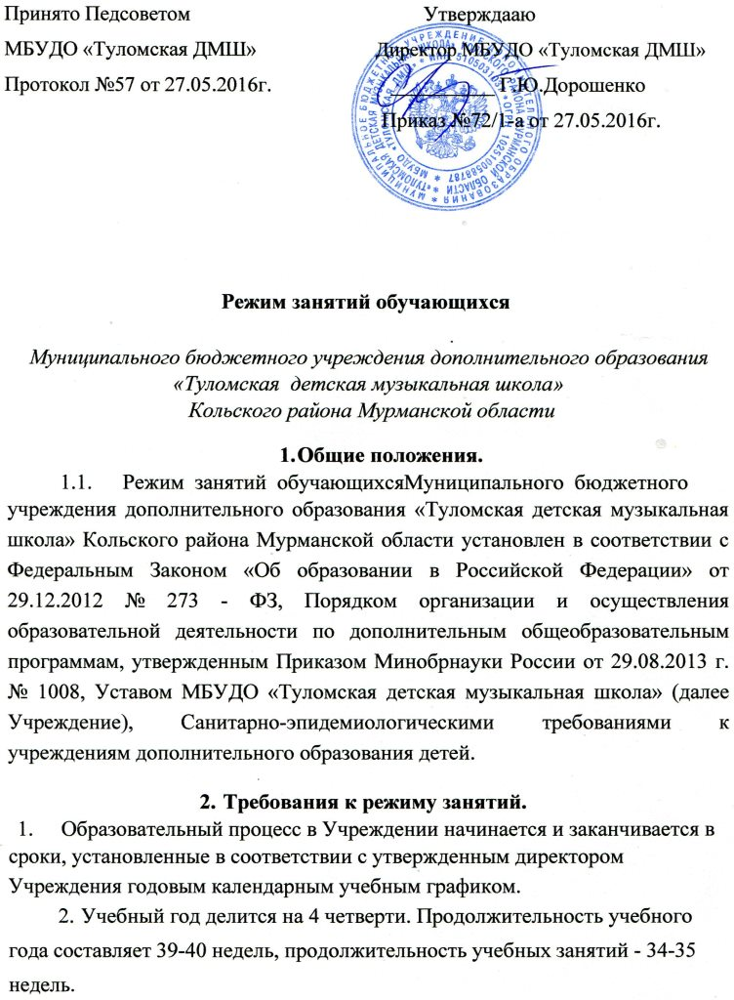 Принято Педсоветом
Утверждааю
МБУДО «Туломская ДМШ»
Директор МБУДО «Туломская ДМШ»
Протокол №57 от 27.05.2016г.
Г.Ю.Дорошенко
Приказ №72/1-а от 27.05.2016г.
Режим занятий обучающихся
Муниципального бюджетного учреждения дополнительного образования
«Туломская детская музыкальная школа»
Кольского района Мурманской области
1.Общие положения.
1.1. Режим занятий обучающихсяМуниципального бюджетного
учреждения дополнительного образования «Туломская детская музыкальная
школа» Кольского района Мурманской области установлен в соответствии с
Федеральным Законом «Об образовании в Российской Федерации» от
29.12.2012 № 273 - ФЗ, Порядком организации и осуществления
образовательной деятельности по дополнительным общеобразовательным
программам, утвержденным Приказом Минобрнауки России от 29.08.2013 г.
№ 1008, Уставом МБУДО «Туломская детская музыкальная школа» (далее
Учреждение), Санитарно-эпидемиологическими требованиями к
учреждениям дополнительного образования детей.
2. Требования к режиму занятий.
1. Образовательный процесс в Учреждении начинается и заканчивается в
сроки, установленные в соответствии с утвержденным директором
Учреждения годовым календарным учебным графиком.
2. Учебный год делится на 4 четверти. Продолжительность учебного
года составляет 39-40 недель, продолжительность учебных занятий - 34-35
недель.